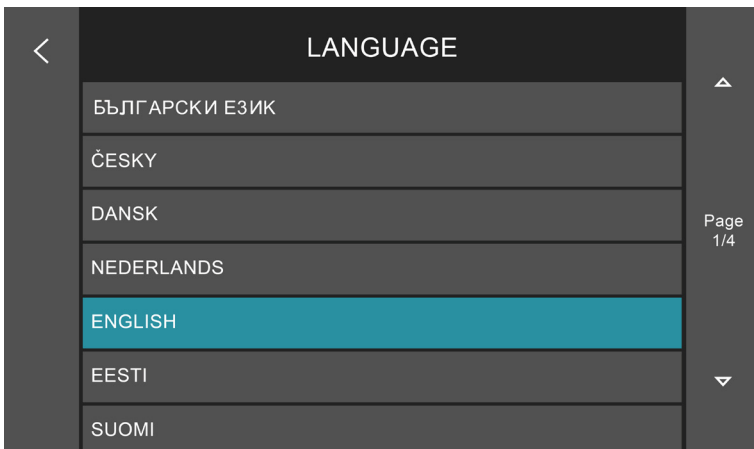 LANGUAGE
БЪЛГАРСКИ ЕЗИК
ČESKY
DANSK
NEDERLANDS
ENGLISH
EESTI
SUOMI
Page
1/4